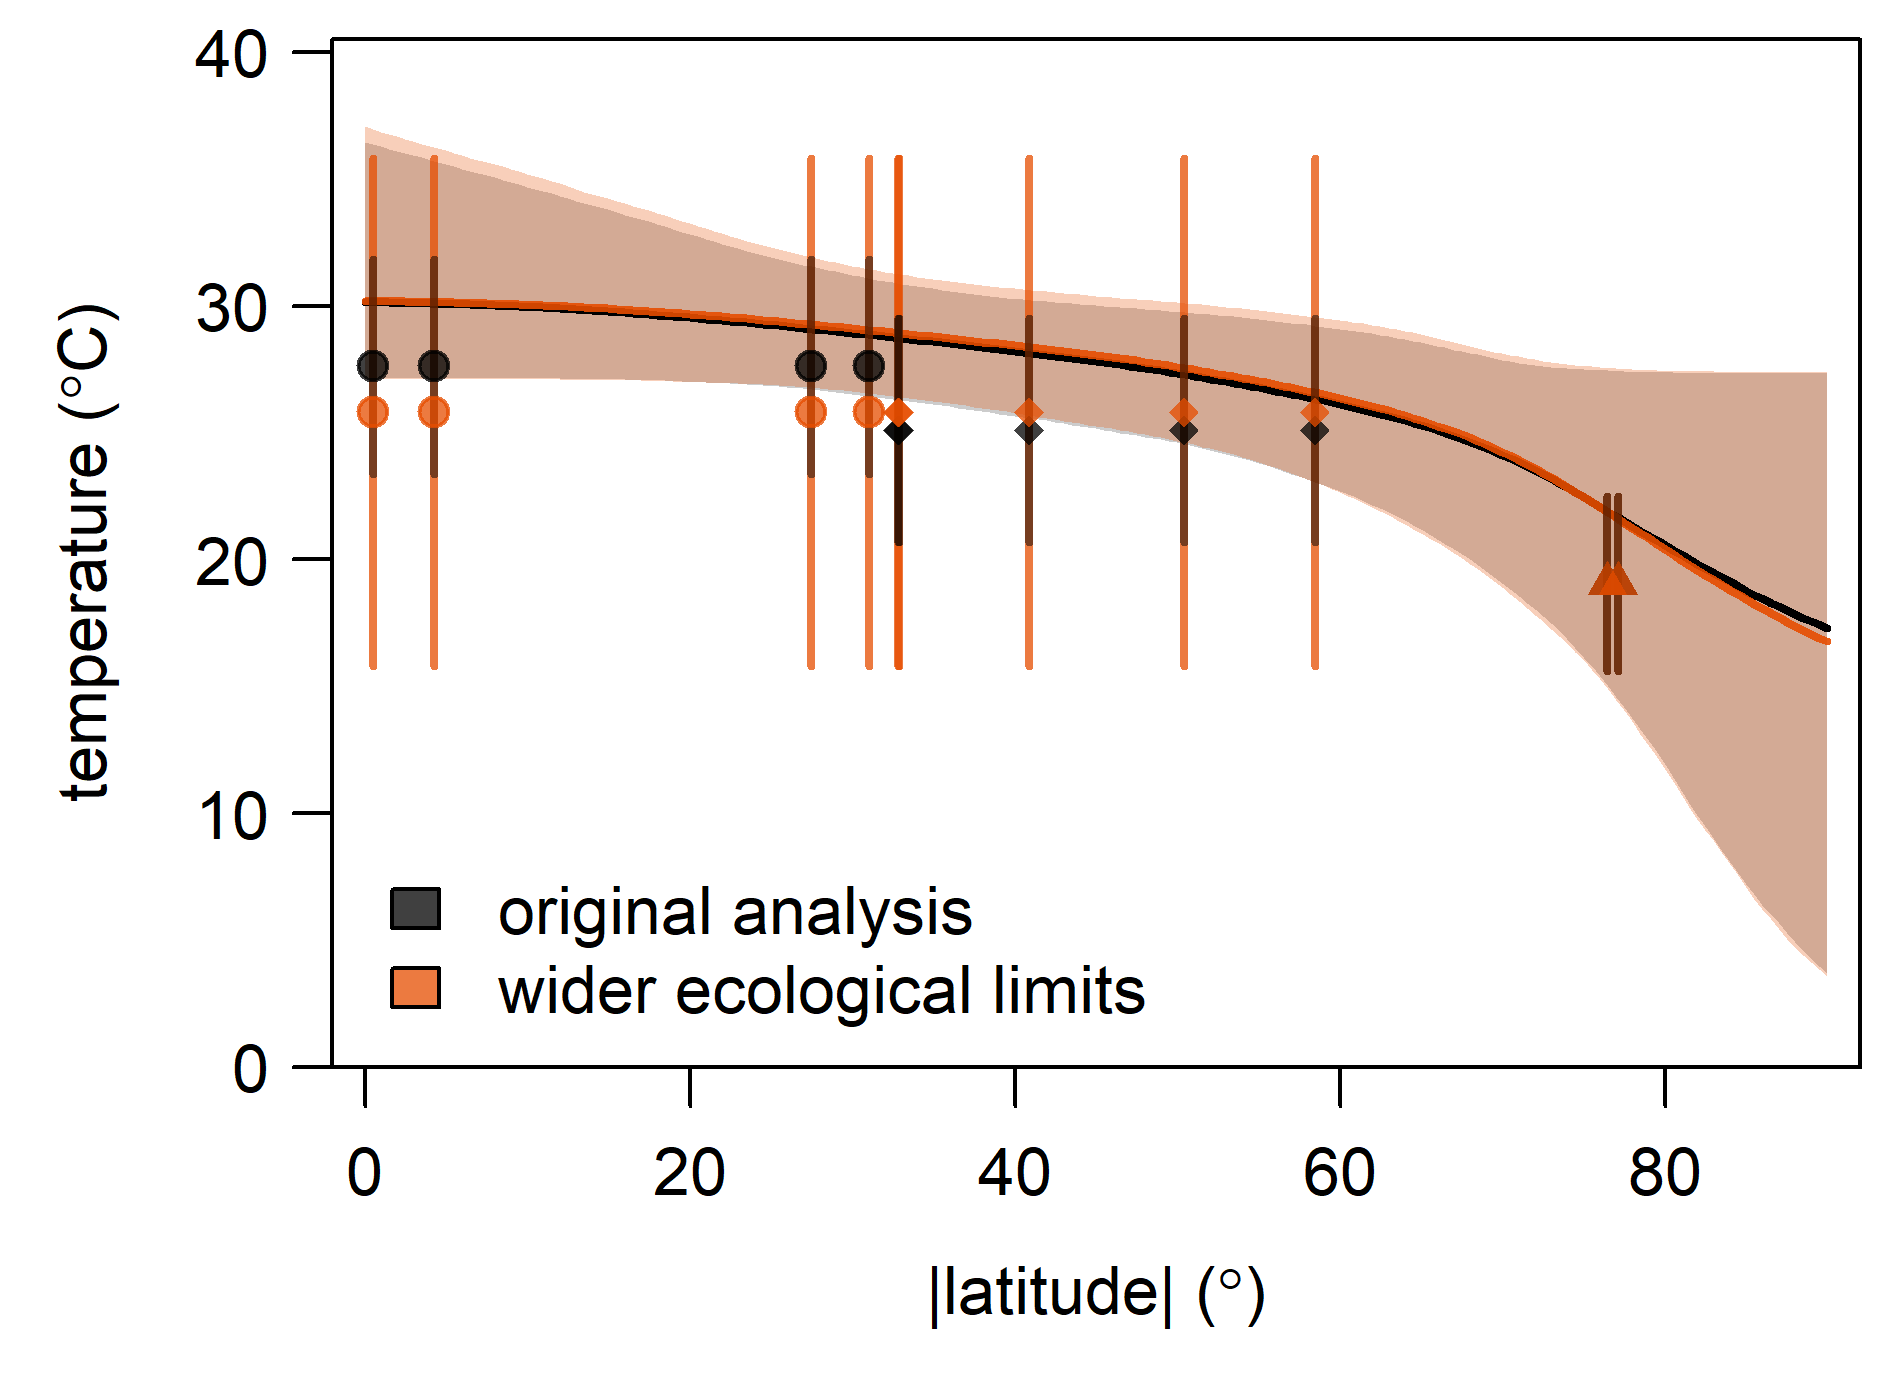 40
30
20
10
0
temperature (°C)
original analysis
wider ecological limits
0 20 40 60 80
|latitude| (°)